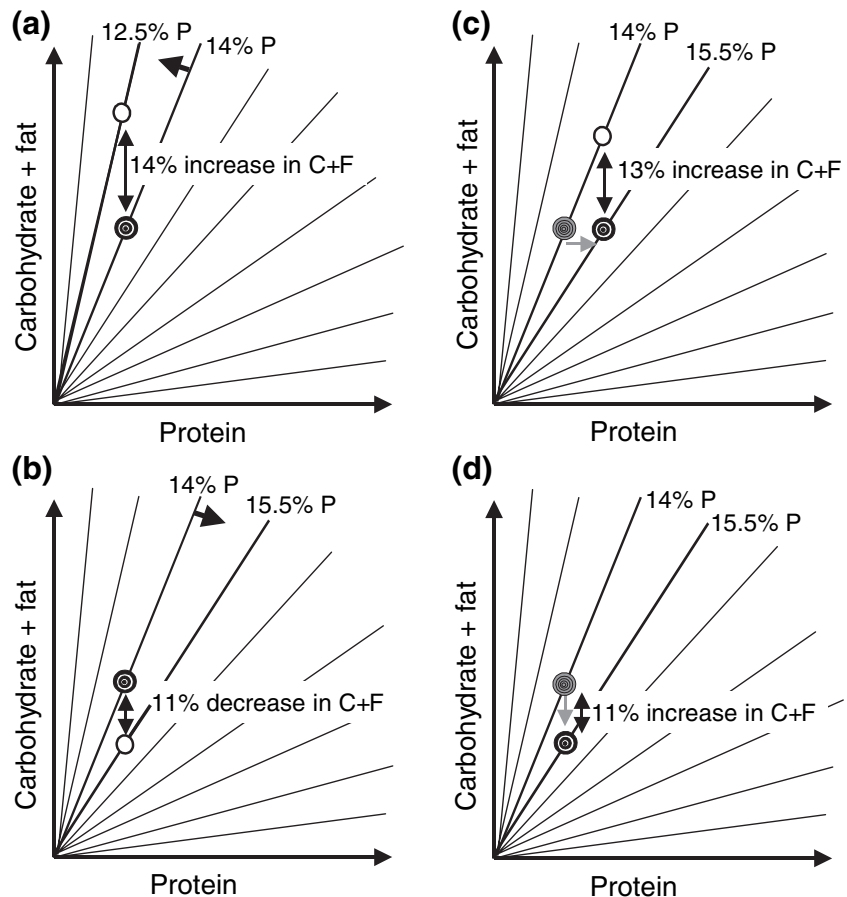 (a)
12.5% P
14% P
14% increase in C+F
Carbohydrate + fat
Protein
(c)
14% P
15.5% P
13% increase in C+F
Carbohydrate + fat
Protein
(b)
14% P
15.5% P
11% decrease in C+F
Carbohydrate + fat
Protein
(d)
14% P
15.5% P
11% increase in C+F
Carbohydrate + fat
Protein